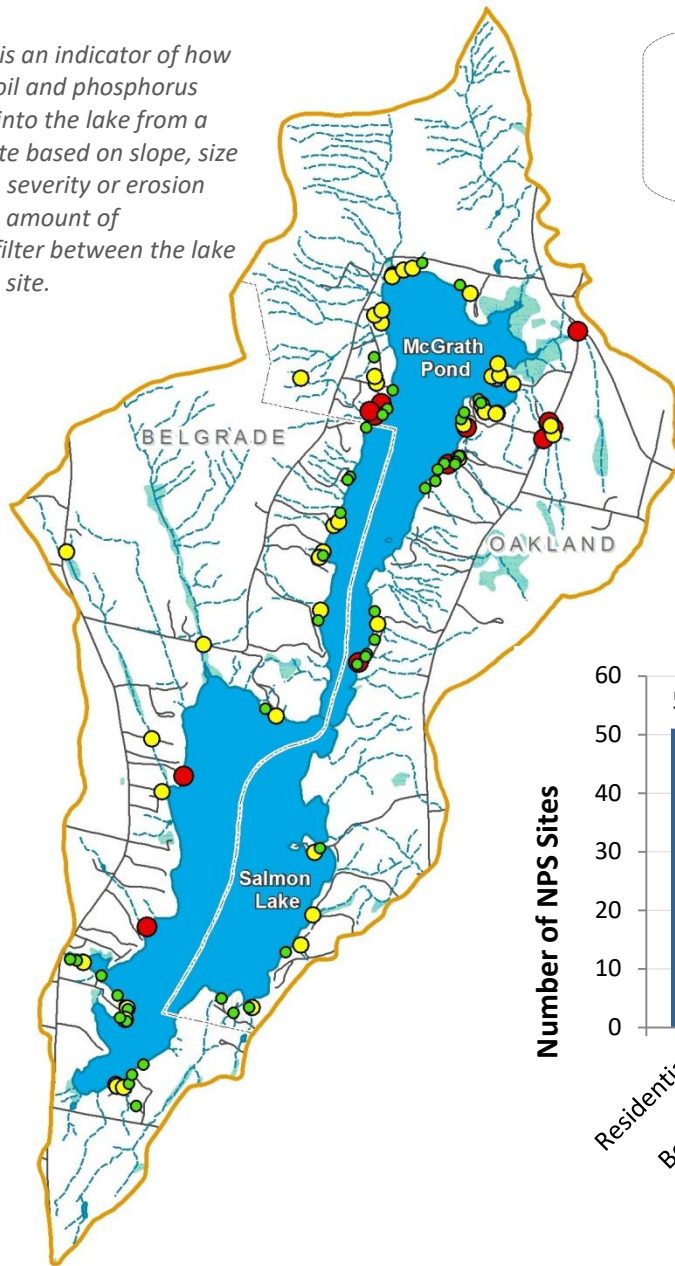 is an indicator of how
oil and phosphorus
into the lake from a
te based on slope, size
severity or erosion
amount of
filter between the lake
site.
McGrath
Pond
BELGRADE
OAKLAND
Salmon
Lake
Number of NPS Sites
60
50
40
30
20
10
0